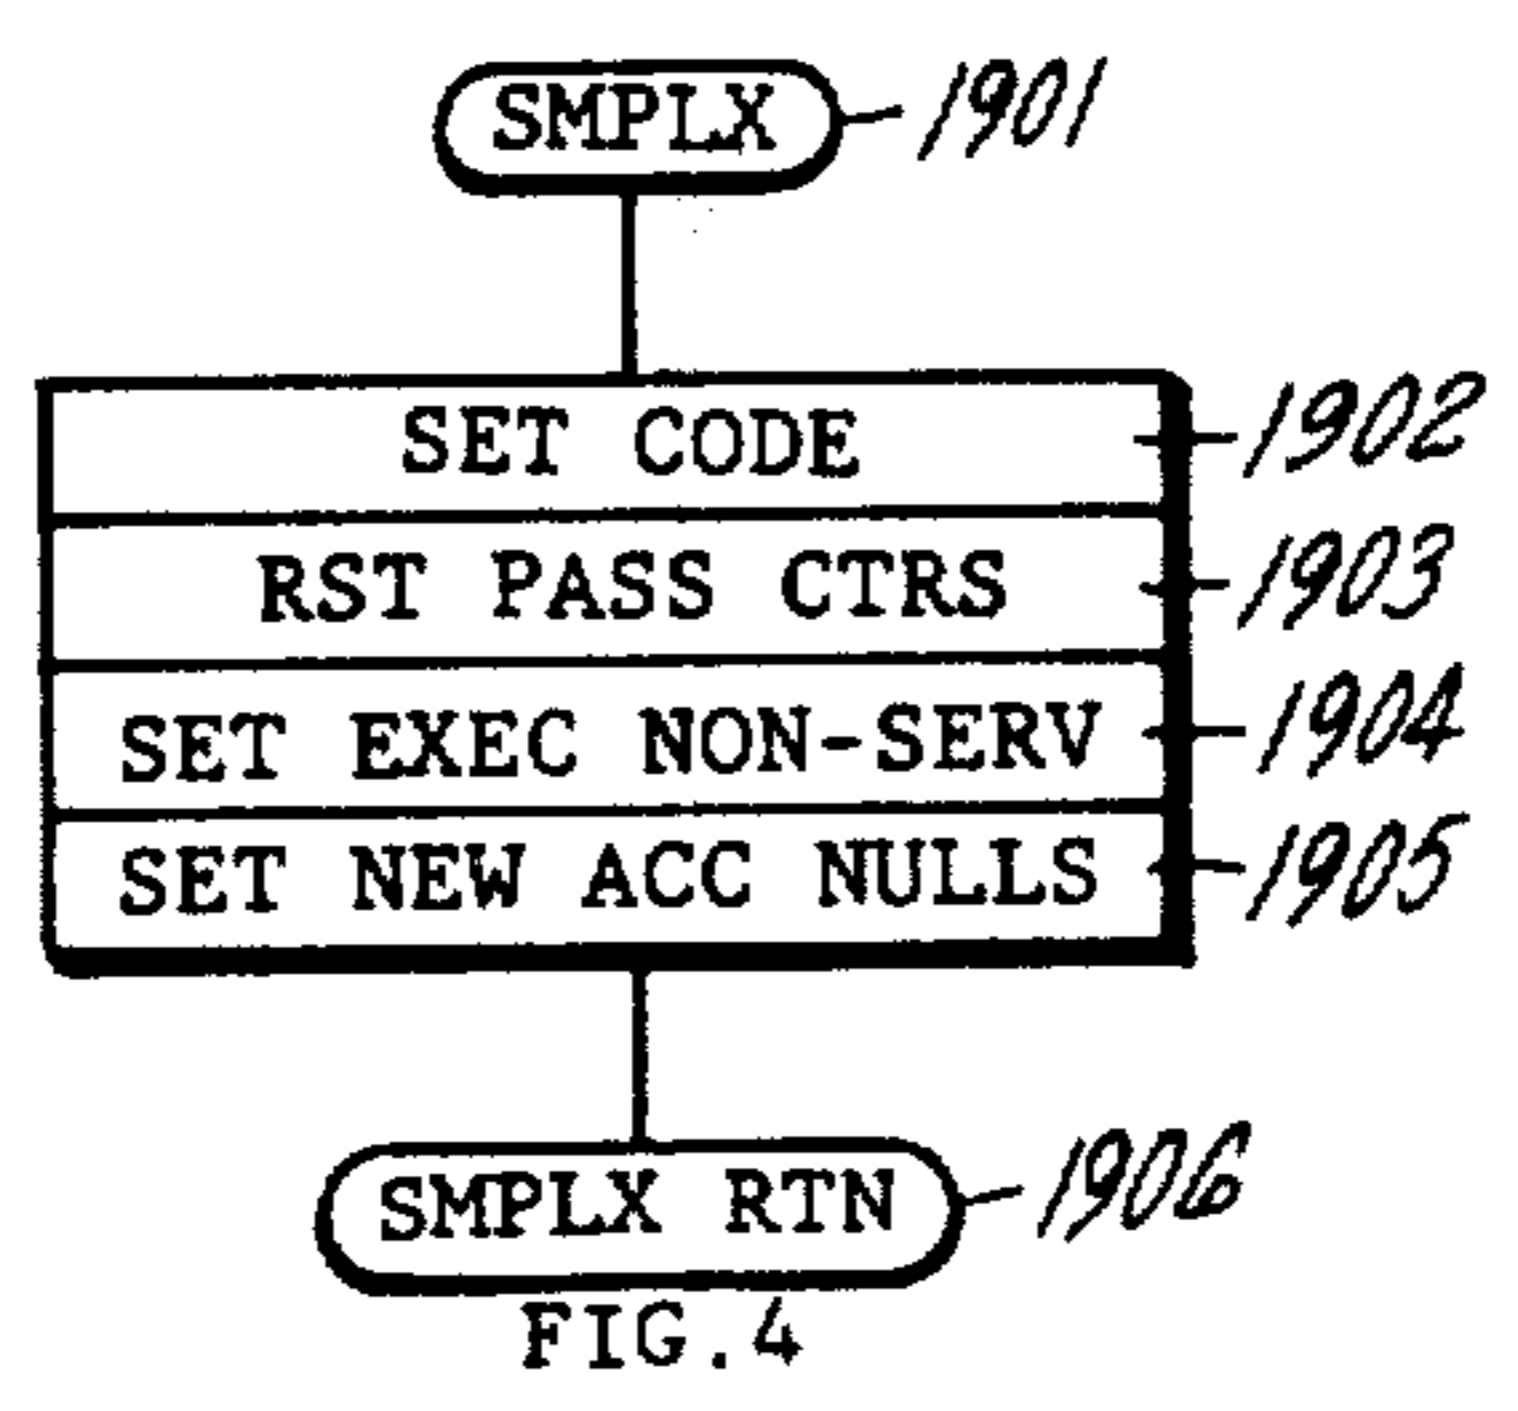 SMPLX 1901
SET CODE 1902
RST PASS CTRS 1903
SET EXEC NON-SERV 1904
SET NEW ACC NULLS 1905
SMPLX RTN 1906
FIG.4